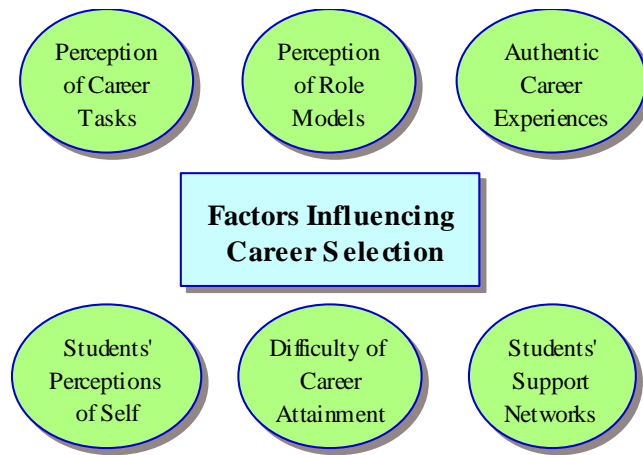 Perception
of Career
Tasks
Perception
of Role
Models
Authentic
Career
Experiences
Factors Influencing
Career Selection
Students'
Perceptions
of Self
Difficulty of
Career
Attainment
Students'
Support
Networks